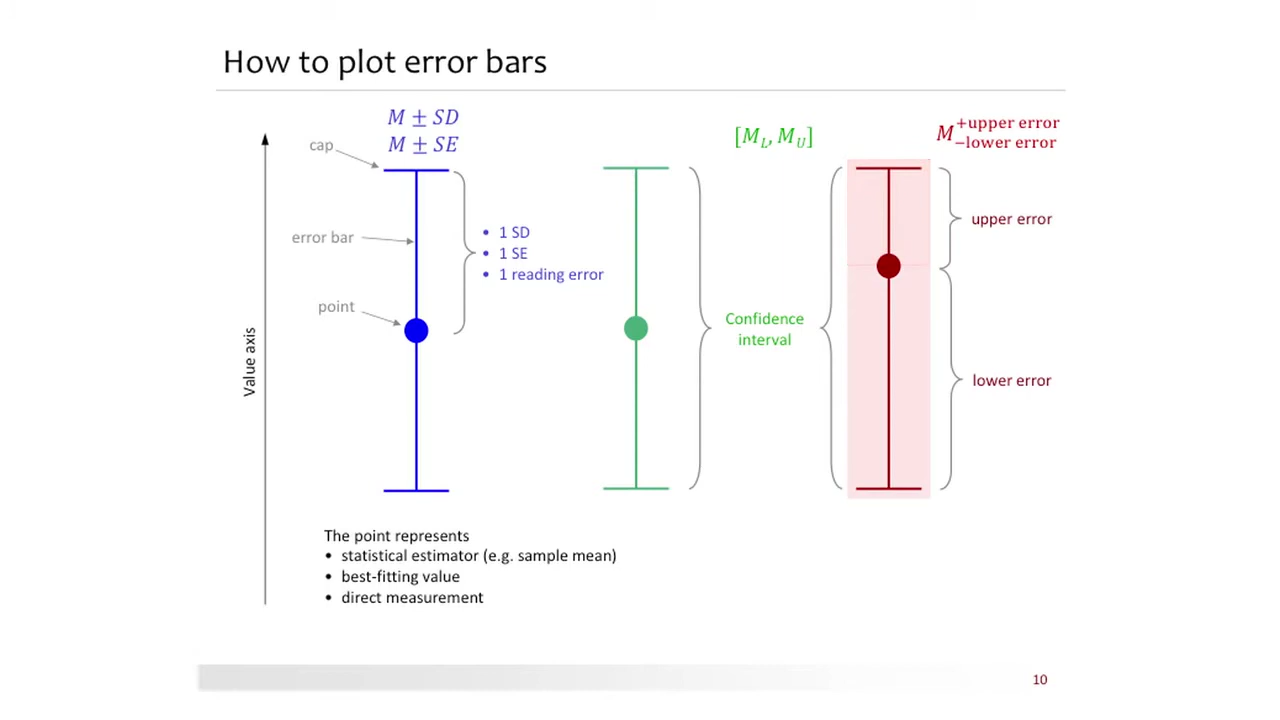 How to plot error bars
M ± SD
M ± SE
[M_L, M_U]
M^{+upper error}_{−lower error}
cap
error bar
point
Value axis
• 1 SD
• 1 SE
• 1 reading error
Confidence
interval
upper error
lower error
The point represents
• statistical estimator (e.g. sample mean)
• best-fitting value
• direct measurement
10